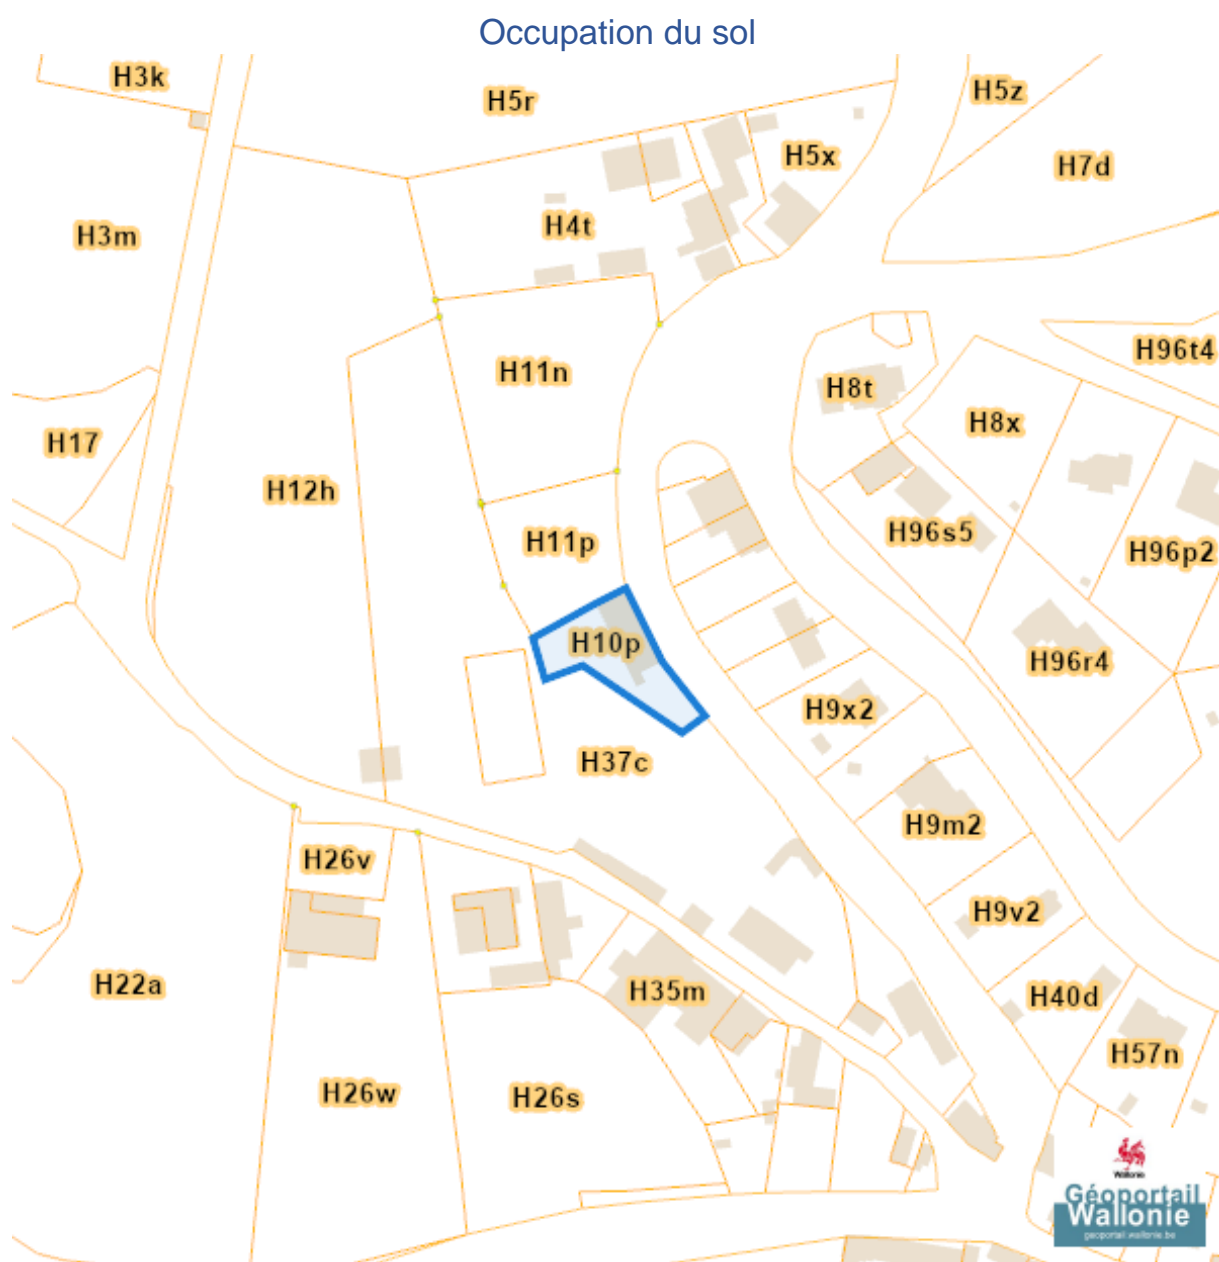 Occupation du sol
H3k
H5r
H5z
H5x
H7d
H3m
H4t
H96t4
H11n
H8t
H8x
H17
H12h
H96s5
H11p
H96p2
H10p
H96r4
H9x2
H37c
H9m2
H26v
H9v2
H22a
H35m
H40d
H57n
H26w
H26s
Wallonie
Géoportail
Wallonie
geoportail.wallonie.be